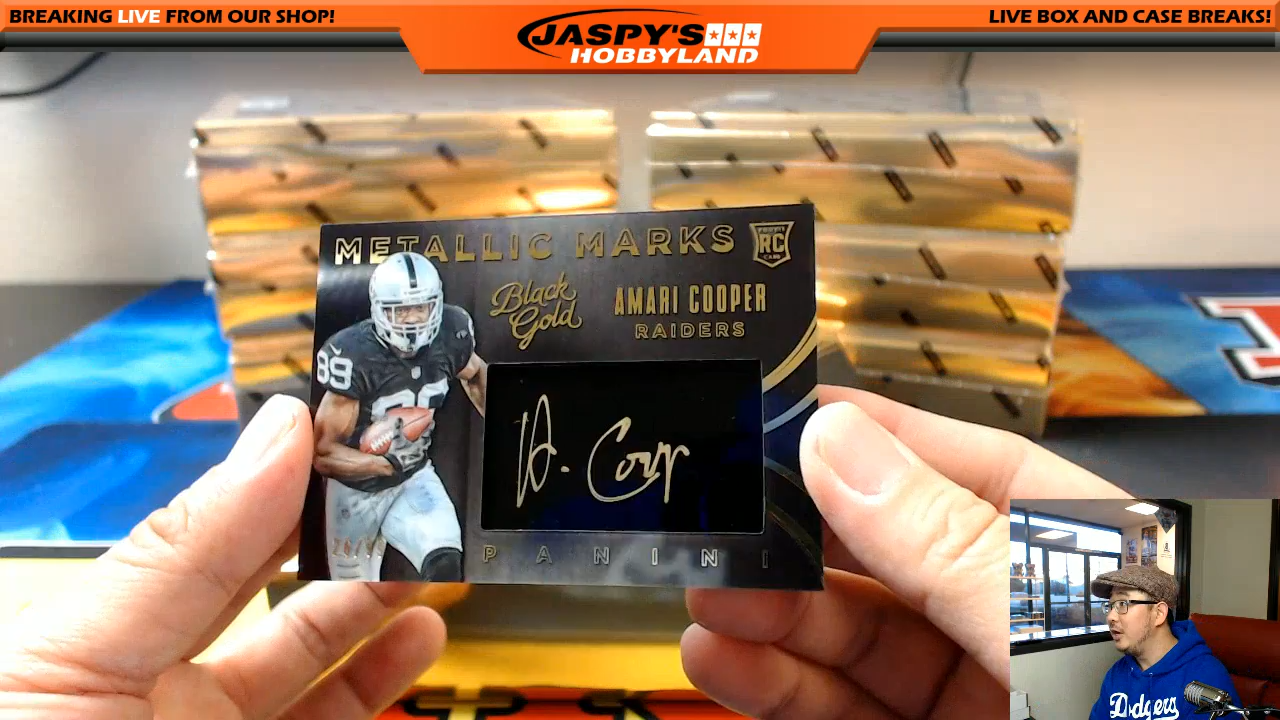 BREAKING LIVE FROM OUR SHOP!
JASPY'S
HOBBYLAND
LIVE BOX AND CASE BREAKS!
METALLIC MARKS
RC
Black Gold
AMARI COOPER
RAIDERS
89
A. Coop
PANINI
Dodgers